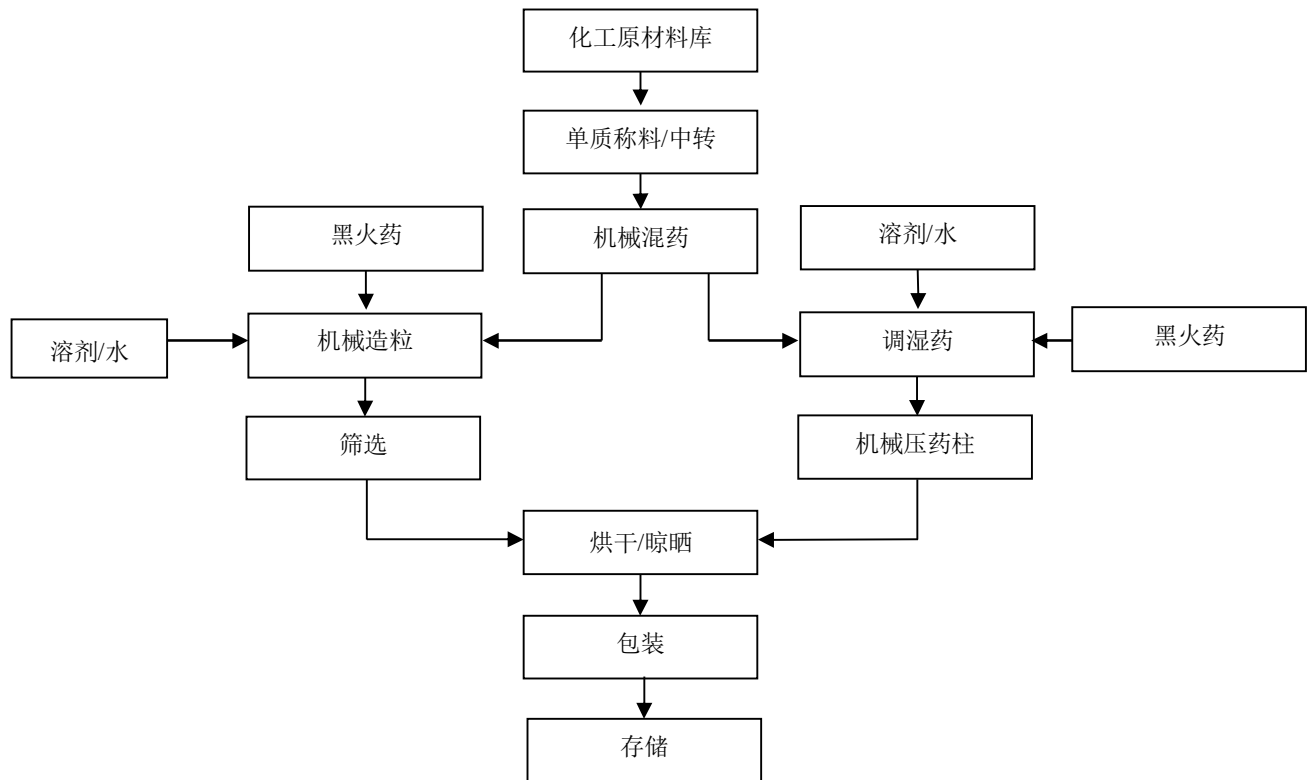 化工原材料库
单质称料/中转
机械混药
黑火药
溶剂/水
溶剂/水
机械造粒
调湿药
黑火药
筛选
机械压药柱
烘干/晾晒
包装
存储